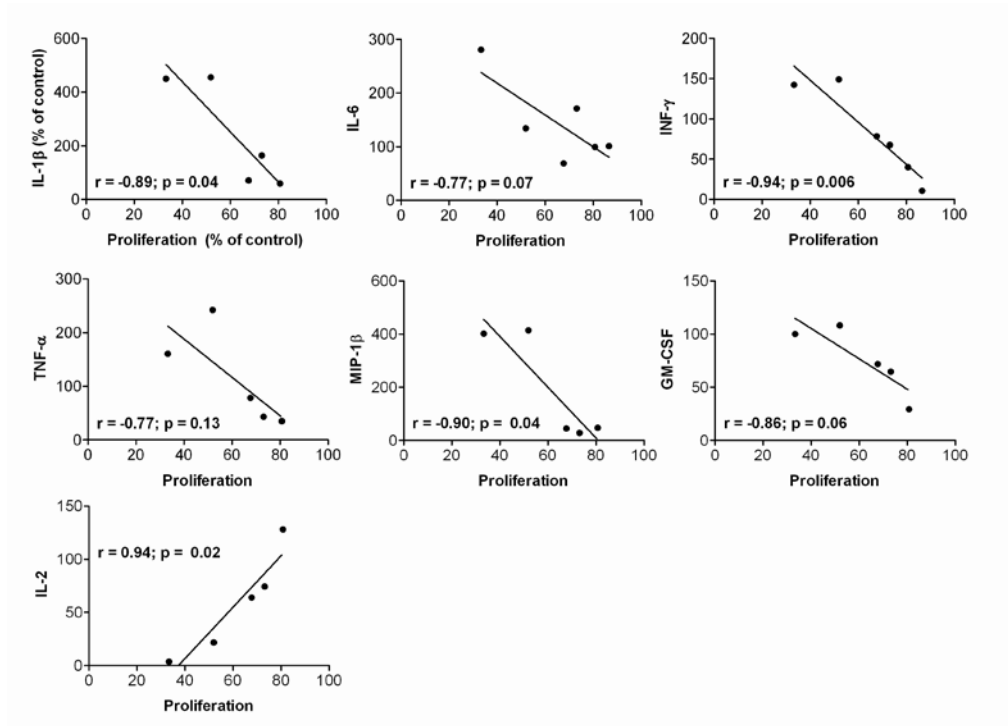 600
400
200
0
IL-1β (% of control)
r = -0.89; p = 0.04
0 20 40 60 80 100
Proliferation (% of control)
300
200
100
0
IL-6
r = -0.77; p = 0.07
0 20 40 60 80 100
Proliferation
200
150
100
50
0
INF-γ
r = -0.94; p = 0.006
0 20 40 60 80 100
Proliferation
300
200
100
0
TNF-α
r = -0.77; p = 0.13
0 20 40 60 80 100
Proliferation
600
400
200
0
MIP-1β
r = -0.90; p = 0.04
0 20 40 60 80 100
Proliferation
150
100
50
0
GM-CSF
r = -0.86; p = 0.06
0 20 40 60 80 100
Proliferation
150
100
50
0
IL-2
r = 0.94; p = 0.02
0 20 40 60 80 100
Proliferation